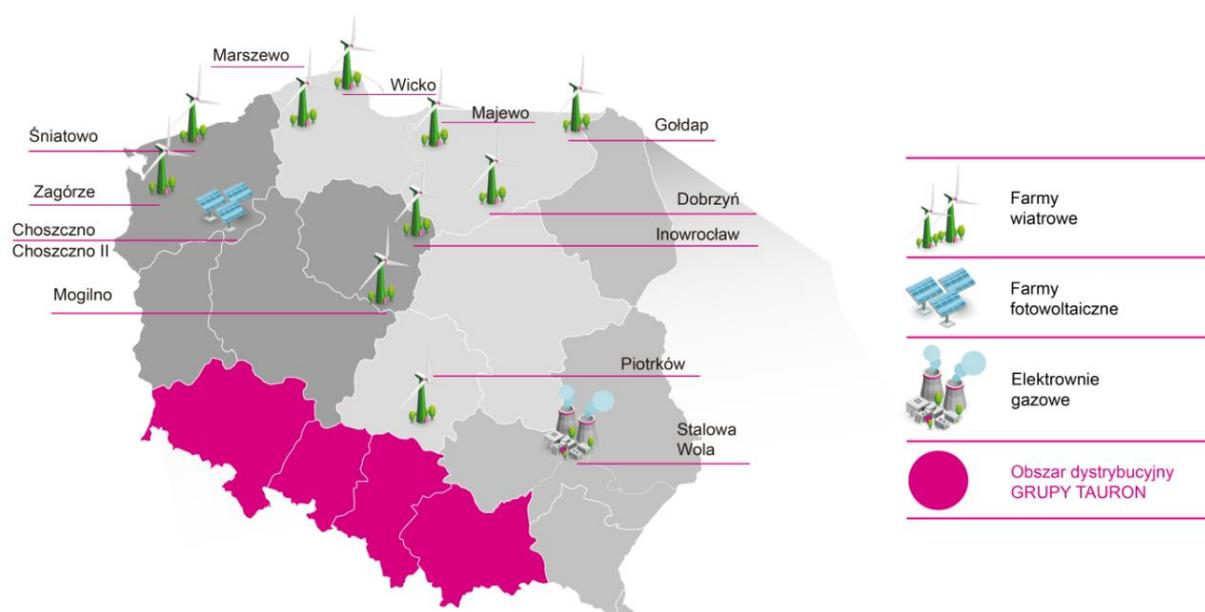 Marszewo
Wicko
Majewo
Gołdap
Śniatowo
Zagórze
Choszczno
Choszczno II
Dobrzyń
Inowrocław
Mogilno
Piotrków
Stalowa
Wola
Farmy
wiatrowe
Farmy
fotowoltaiczne
Elektrownie
gazowe
Obszar dystrybucyjny
GRUPY TAURON